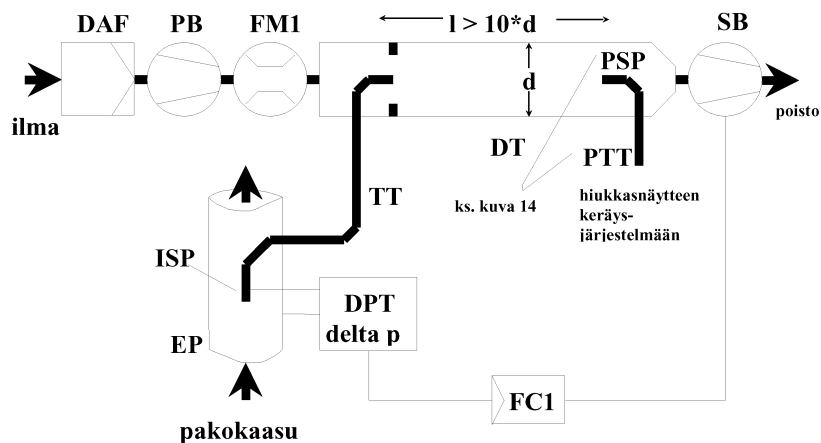 DAF
PB
FM1
l > 10*d
SB
PSP
d
ilma
poisto
DT
PTT
TT
ks. kuva 14
hiukkasnäytteen
keräys-
järjestelmään
ISP
DPT
delta p
EP
FC1
pakokaasu